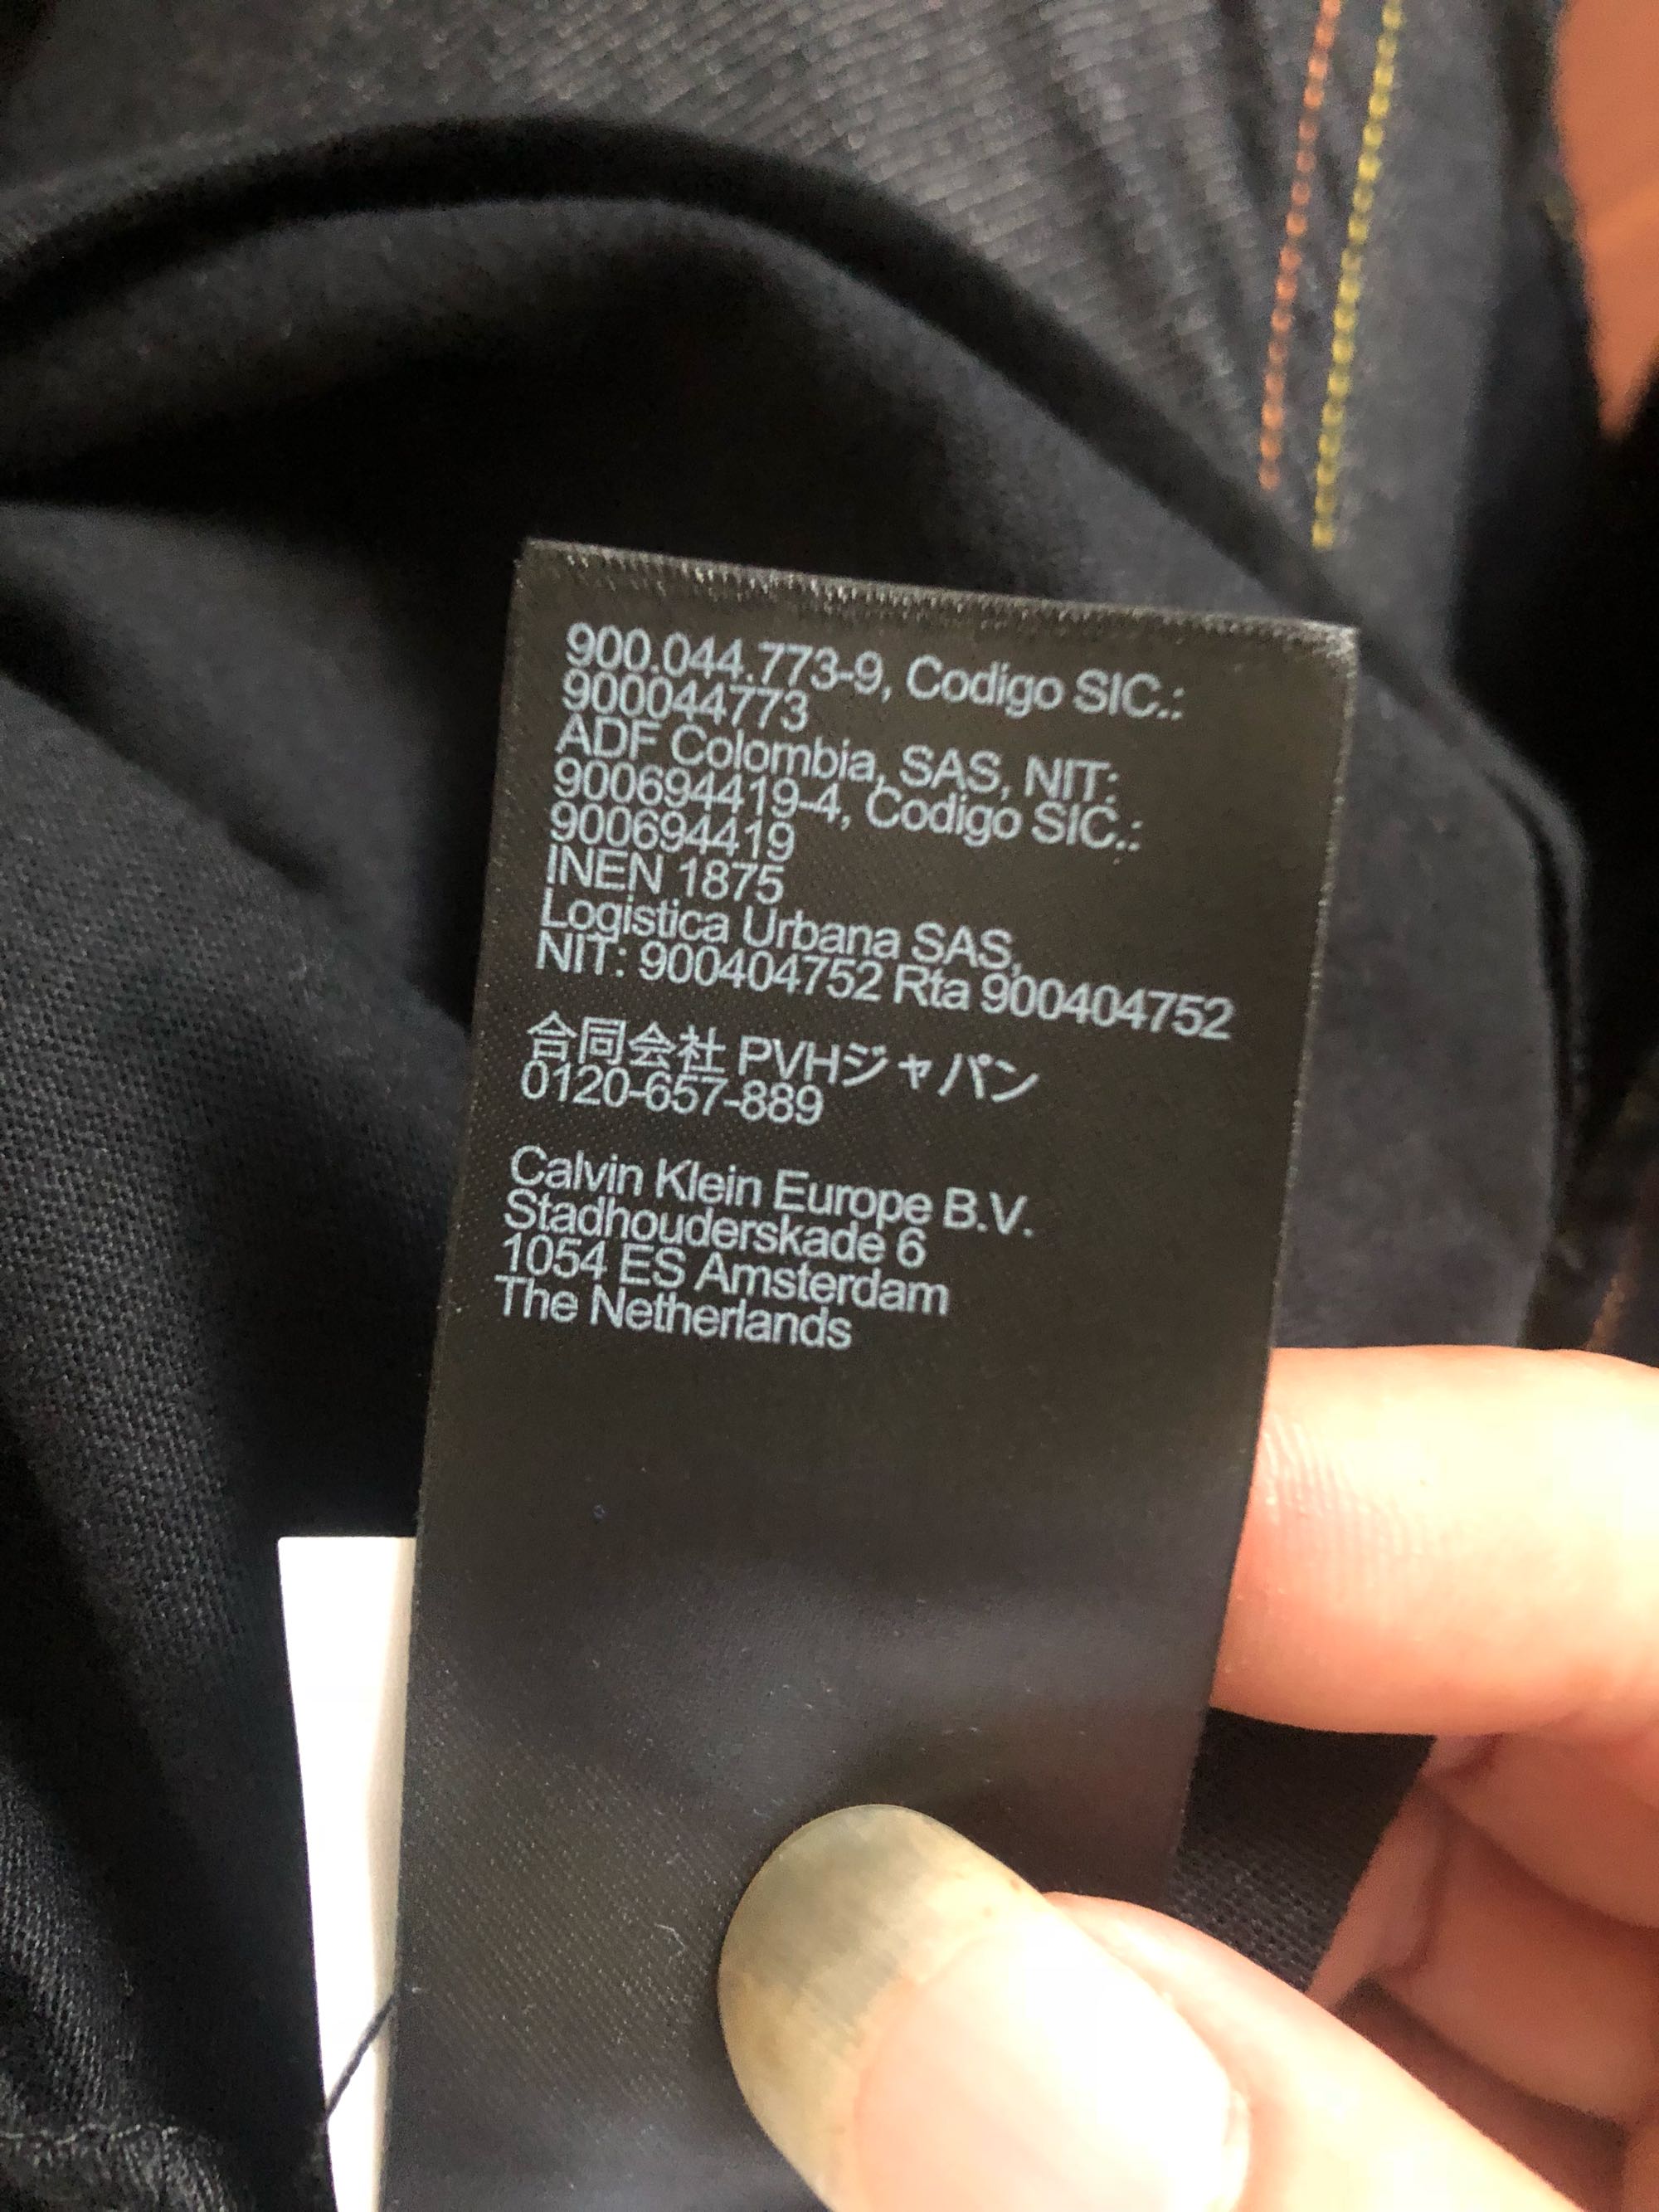 900.044.773-9, Codigo SIC.:
900044773
ADF Colombia, SAS, NIT:
900694419-4, Codigo SIC.:
900694419
INEN 1875
Logistica Urbana SAS,
NIT: 900404752 Rta 900404752
合同会社 PVHジャパン
0120-657-889
Calvin Klein Europe B.V.
Stadhouderskade 6
1054 ES Amsterdam
The Netherlands